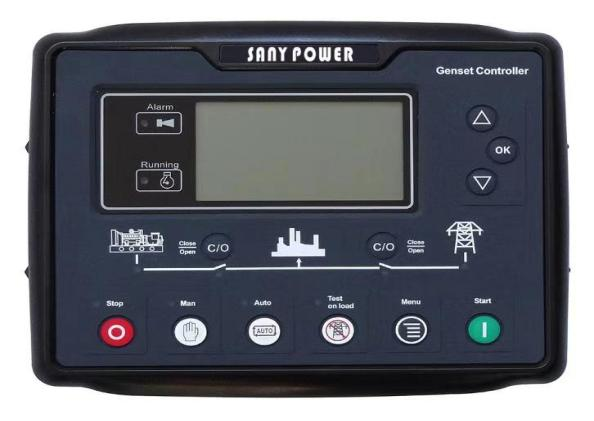 SANY POWER
Genset Controller
Alarm
Running
OK
Close
Open
C/O
C/O
Close
Open
Stop
Man
Auto
Test
on load
Menu
Start
AUTO